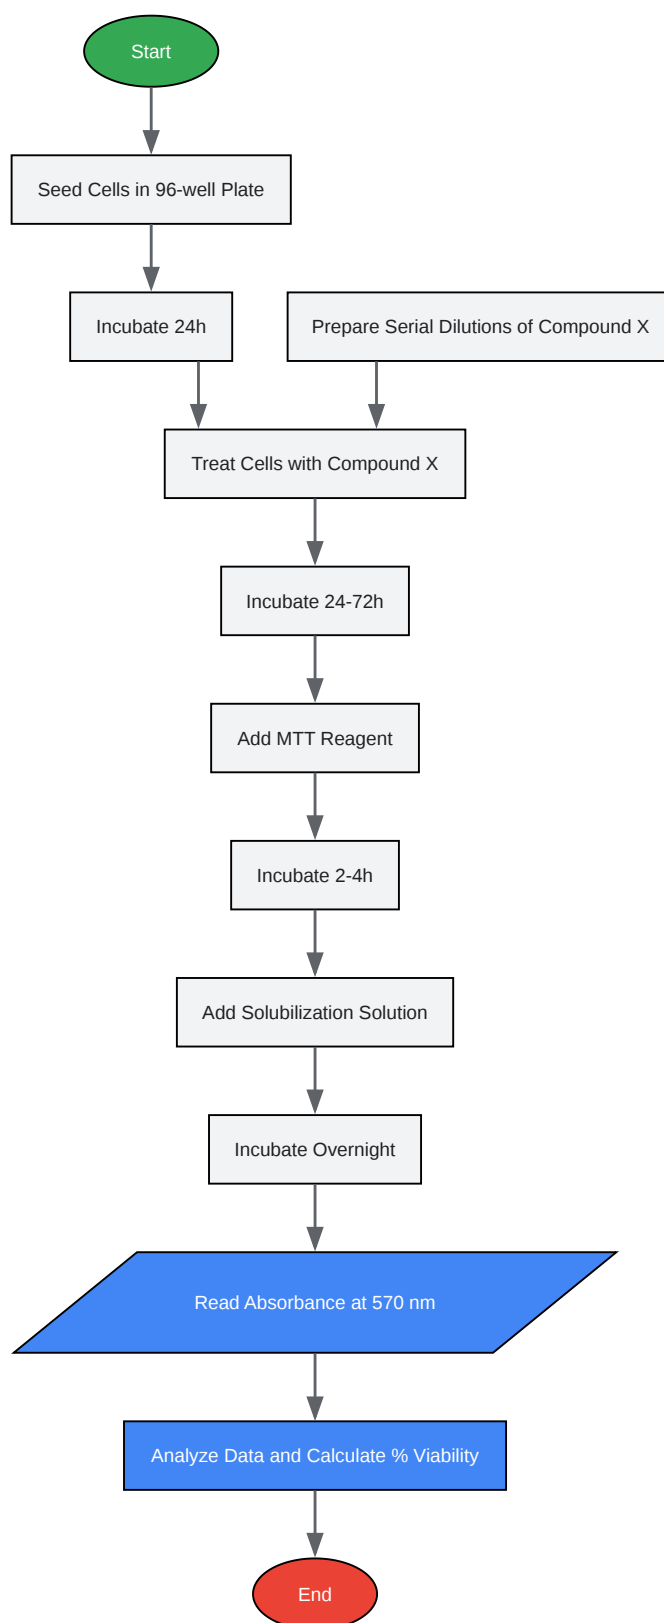 Start
Seed Cells in 96-well Plate
Incubate 24h
Prepare Serial Dilutions of Compound X
Treat Cells with Compound X
Incubate 24-72h
Add MTT Reagent
Incubate 2-4h
Add Solubilization Solution
Incubate Overnight
Read Absorbance at 570 nm
Analyze Data and Calculate % Viability
End